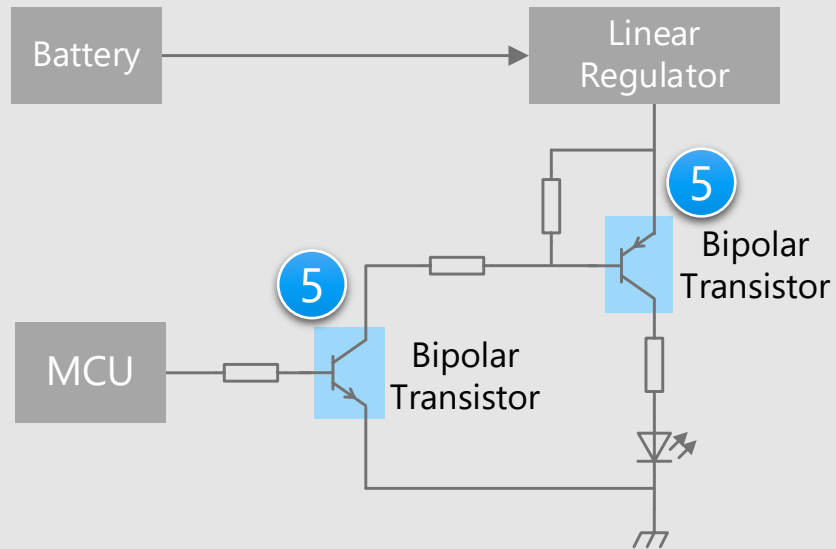 Battery
Linear
Regulator
5
Bipolar
Transistor
5
MCU
Bipolar
Transistor